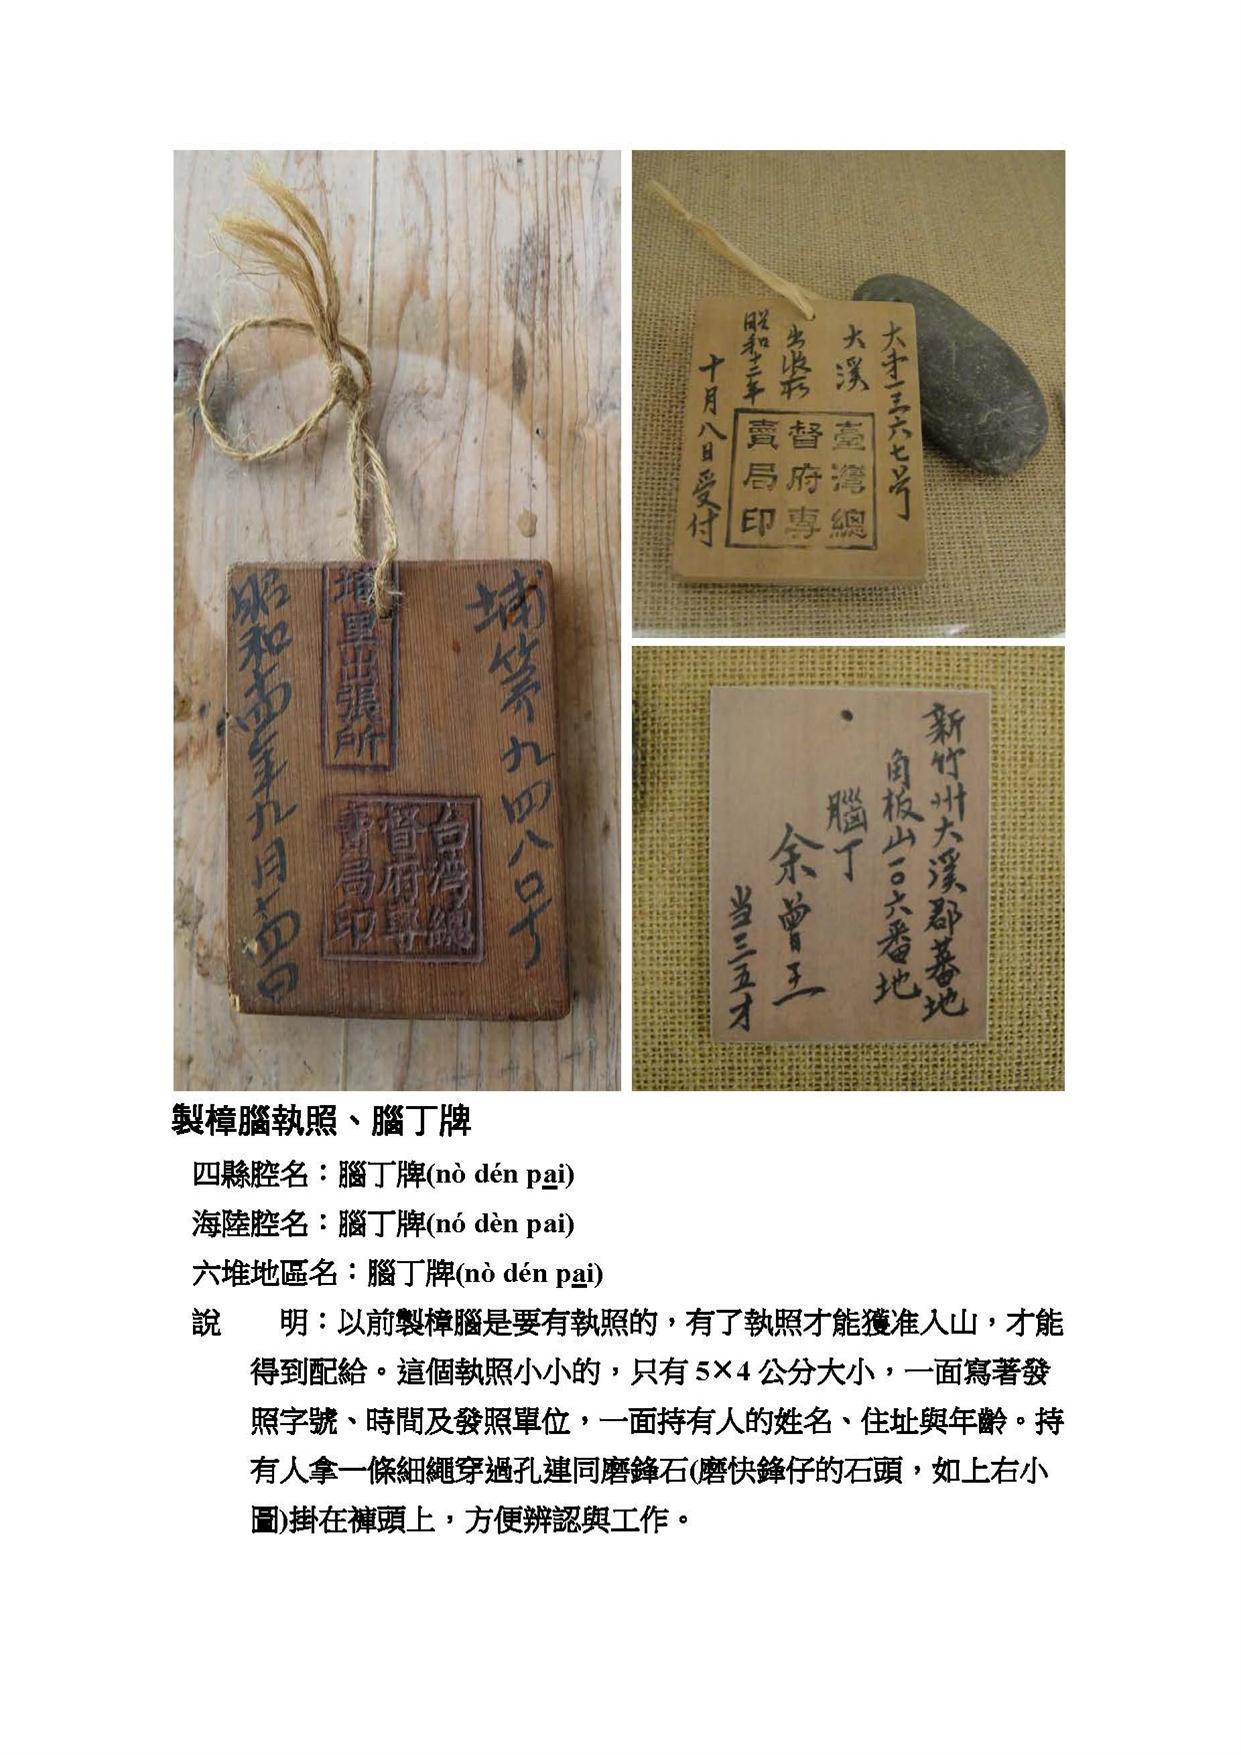 埔第九四八〇丁
埔里出張所
台灣總
督府專
賣局印
昭和十四年九月十四日
大第一三六七号
大溪
出張所
昭和十二年
十月八日受付
臺灣總
督府專
賣局印
新竹州大溪郡蕃地
角板山一〇六番地
腦丁
余曾王
当三五才
製樟腦執照、腦丁牌
四縣腔名：腦丁牌(nò dén pai)
海陸腔名：腦丁牌(nó dèn pai)
六堆地區名：腦丁牌(nò dén pai)
說　　明：以前製樟腦是要有執照的，有了執照才能獲准入山，才能
得到配給。這個執照小小的，只有 5×4 公分大小，一面寫著發
照字號、時間及發照單位，一面持有人的姓名、住址與年齡。持
有人拿一條細繩穿過孔連同磨鋒石(磨快鋒仔的石頭，如上右小
圖)掛在褲頭上，方便辨認與工作。